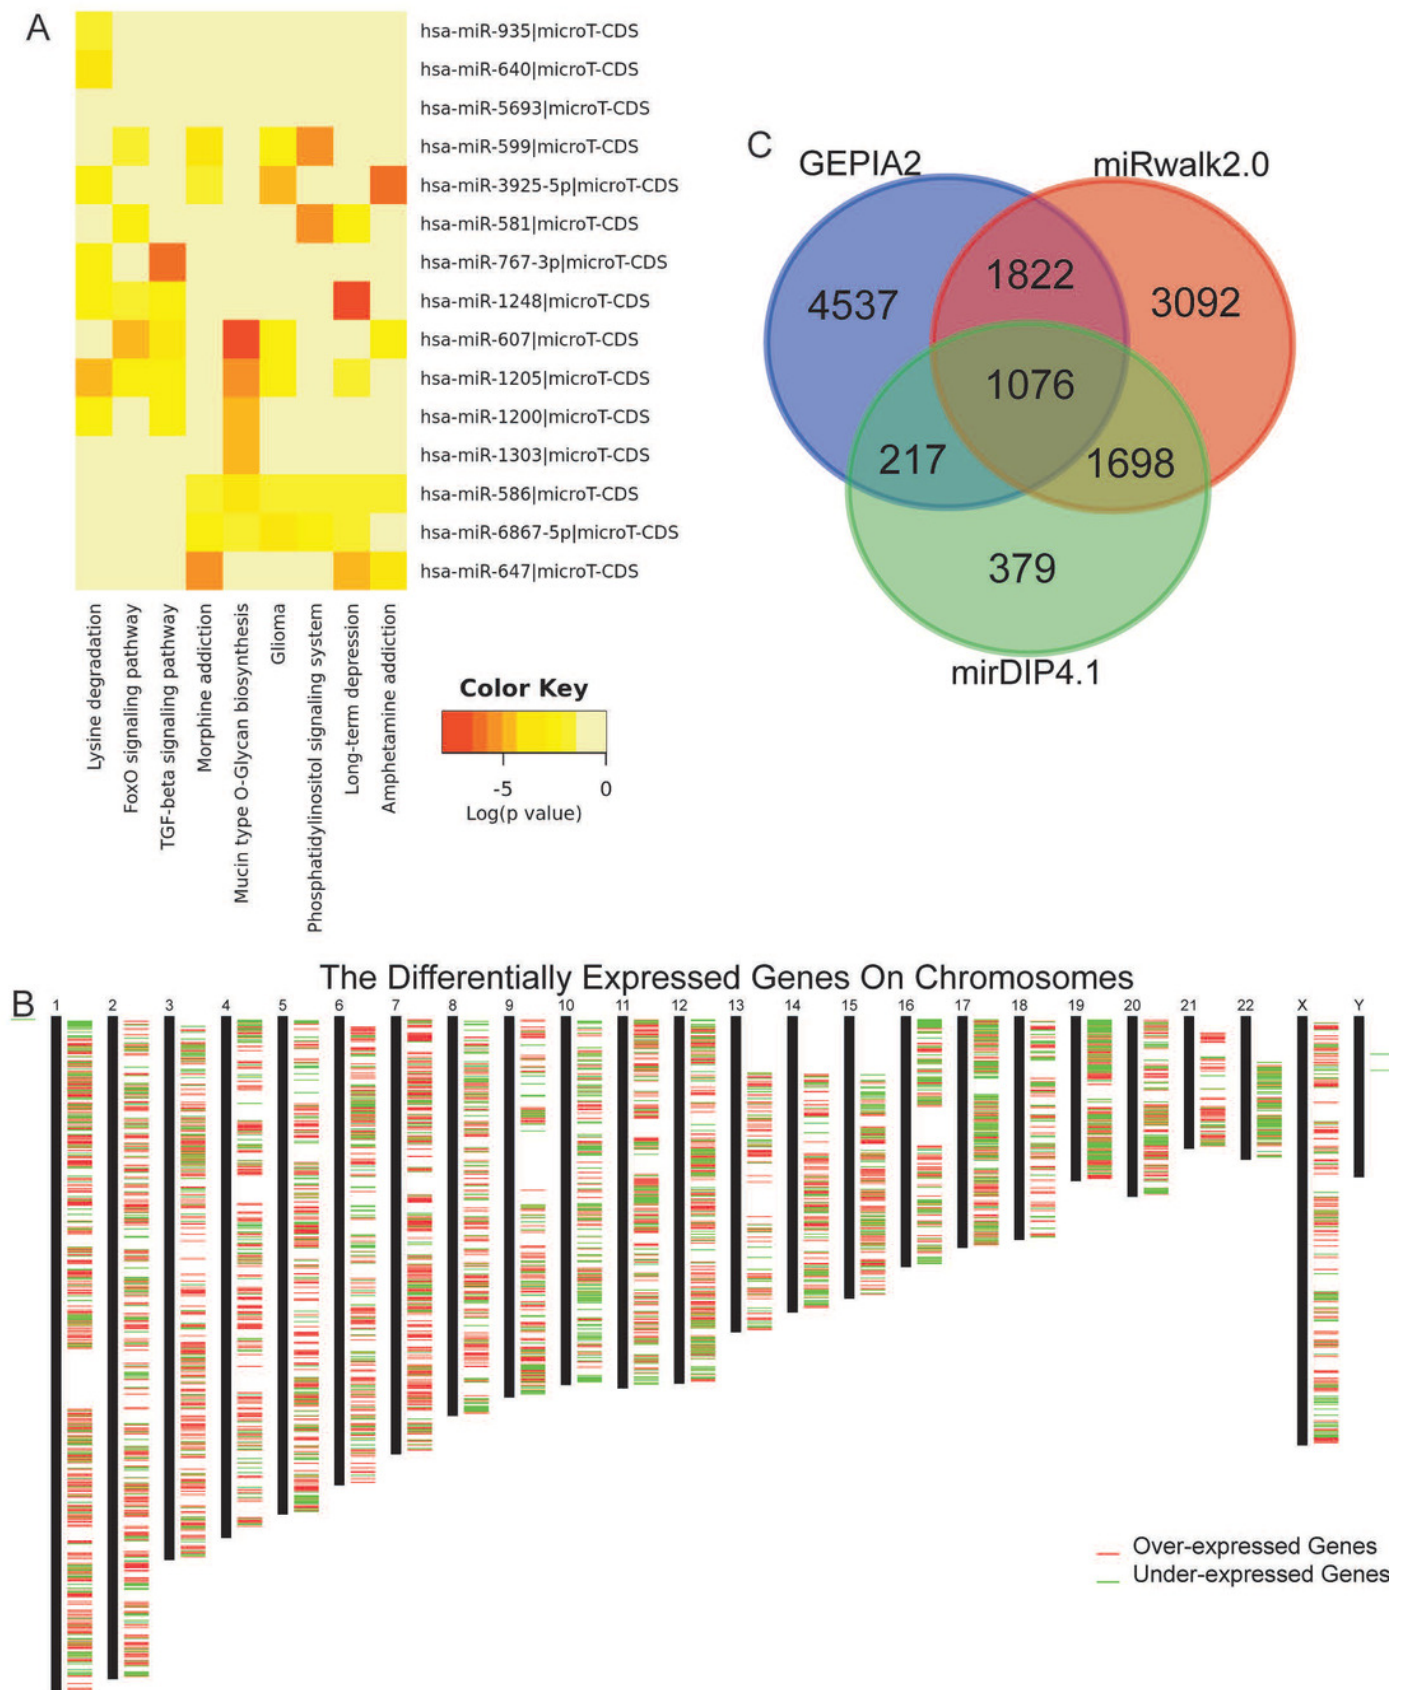 A
hsa-miR-935|microT-CDS
hsa-miR-640|microT-CDS
hsa-miR-5693|microT-CDS
hsa-miR-599|microT-CDS
hsa-miR-3925-5p|microT-CDS
hsa-miR-581|microT-CDS
hsa-miR-767-3p|microT-CDS
hsa-miR-1248|microT-CDS
hsa-miR-607|microT-CDS
hsa-miR-1205|microT-CDS
hsa-miR-1200|microT-CDS
hsa-miR-1303|microT-CDS
hsa-miR-586|microT-CDS
hsa-miR-6867-5p|microT-CDS
hsa-miR-647|microT-CDS
Lysine degradation
FoxO signaling pathway
TGF-beta signaling pathway
Morphine addiction
Mucin type O-Glycan biosynthesis
Glioma
Phosphatidylinositol signaling system
Long-term depression
Amphetamine addiction
Color Key
-5 0
Log(p value)
C
GEPIA2 miRwalk2.0
4537 1822 3092
1076
217 1698
379
mirDIP4.1
The Differentially Expressed Genes On Chromosomes
B
1 2 3 4 5 6 7 8 9 10 11 12 13 14 15 16 17 18 19 20 21 22 X Y
Over-expressed Genes
Under-expressed Genes